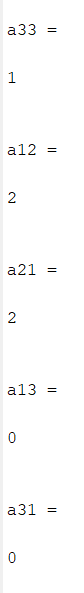 a33 =
1
a12 =
2
a21 =
2
a13 =
0
a31 =
0